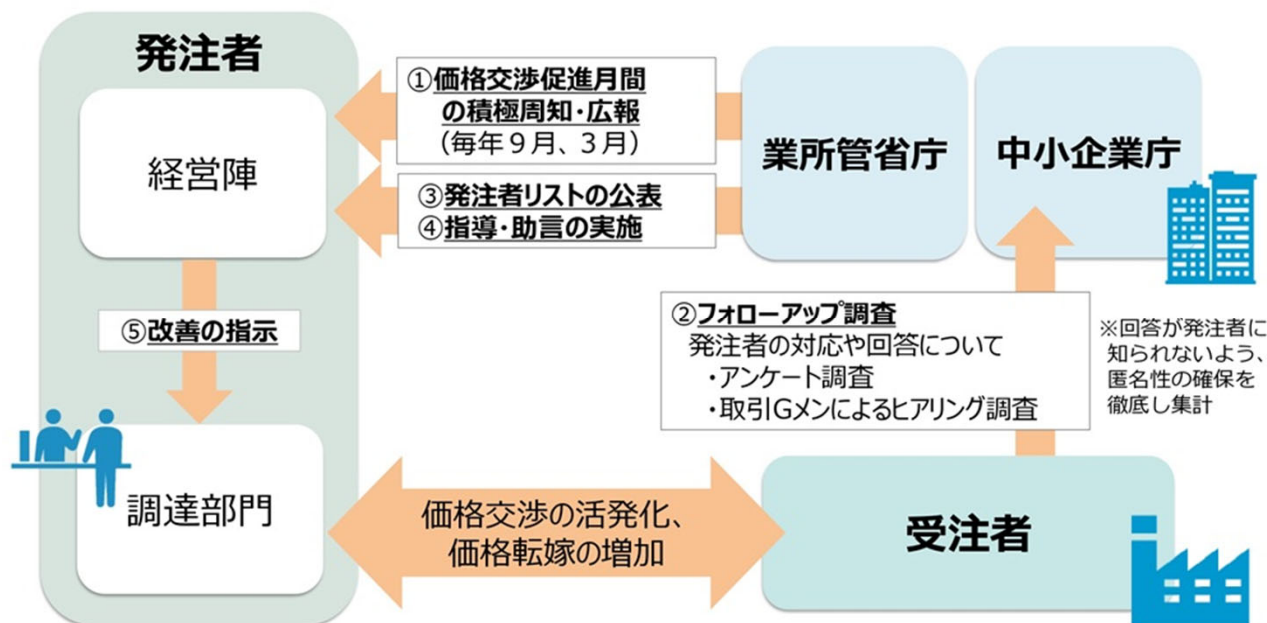 発注者
経営陣
①価格交渉促進月間
の積極周知・広報
（毎年９月、３月）
③発注者リストの公表
④指導・助言の実施
業所管省庁
中小企業庁
⑤改善の指示
②フォローアップ調査
発注者の対応や回答について
・アンケート調査
・取引Gメンによるヒアリング調査
※回答が発注者に
知られないよう、
匿名性の確保を
徹底し集計
調達部門
価格交渉の活発化、
価格転嫁の増加
受注者